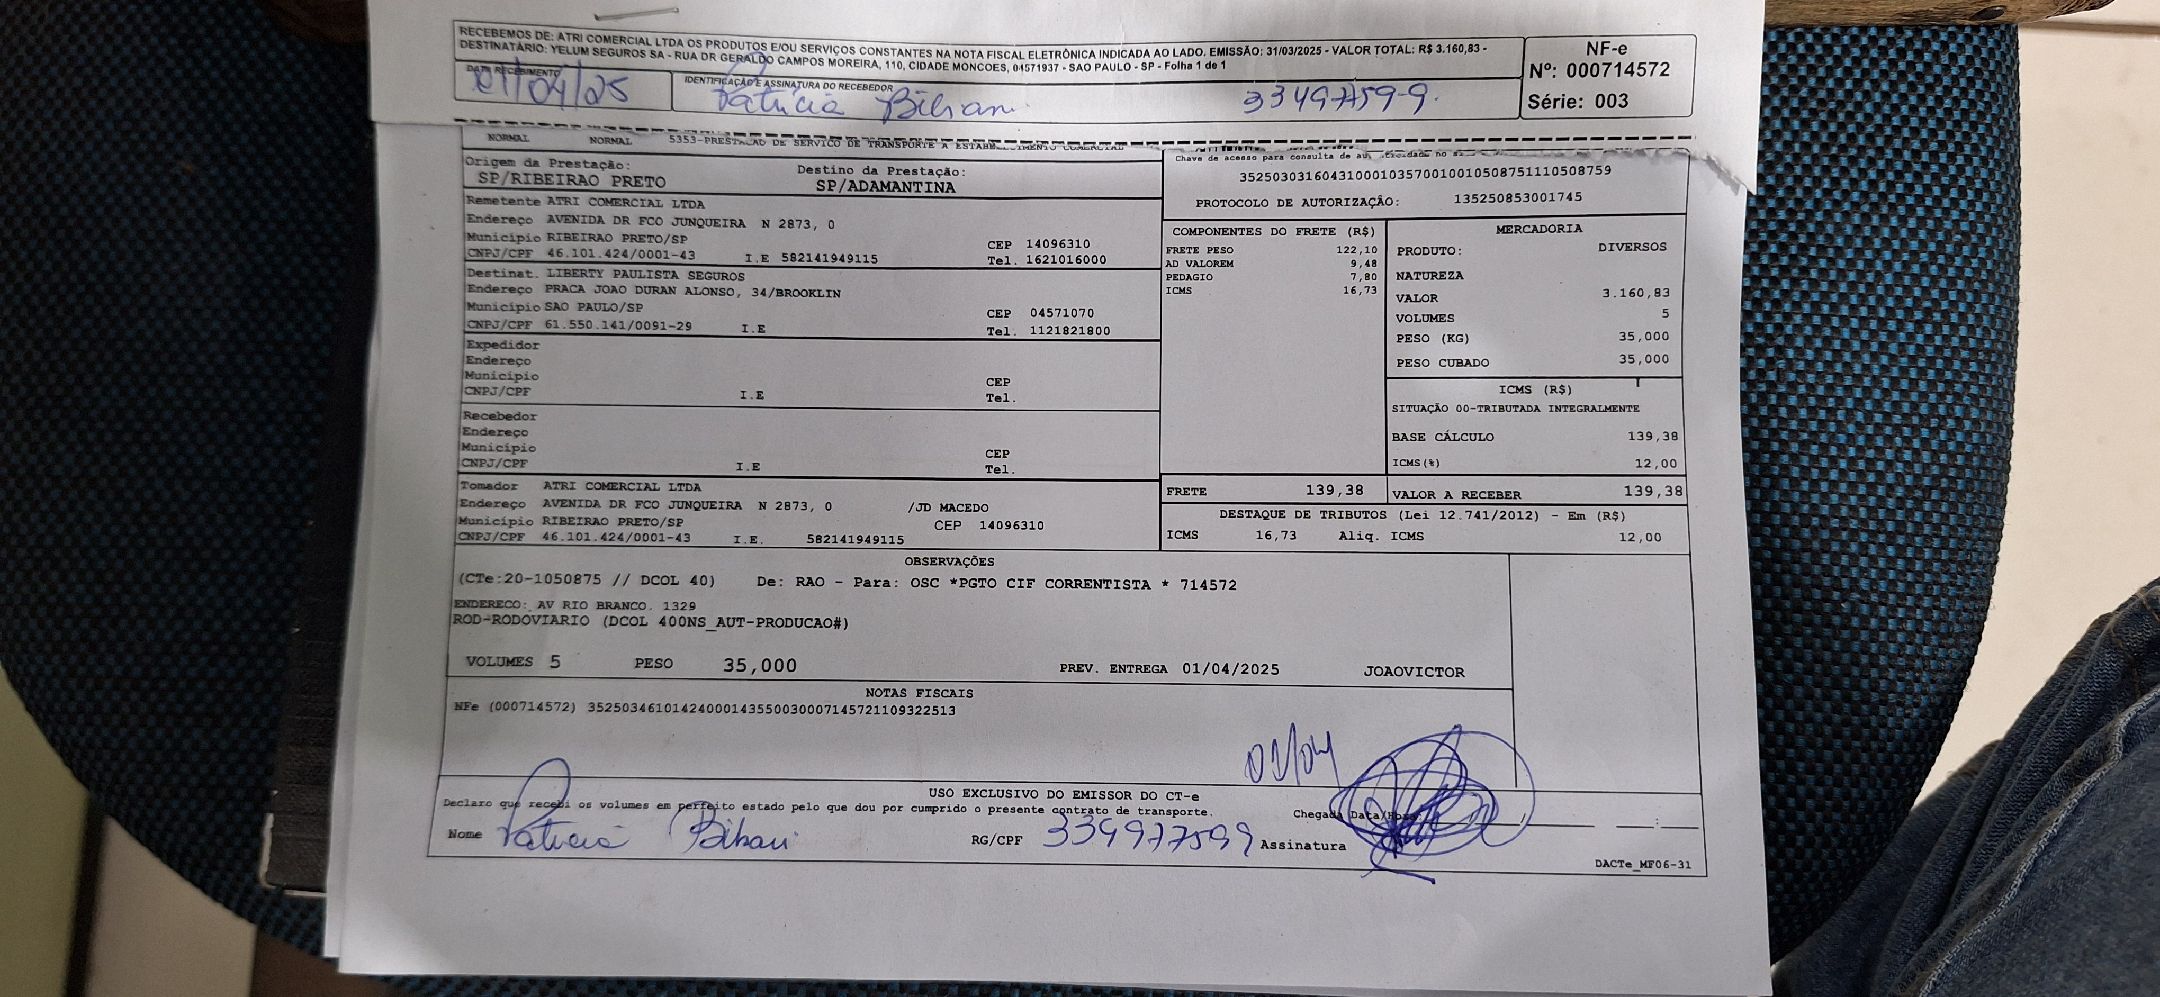 RECEBEMOS DE: ATRI COMERCIAL LTDA OS PRODUTOS E/OU SERVIÇOS CONSTANTES NA NOTA FISCAL ELETRÔNICA INDICADA AO LADO. EMISSÃO: 31/03/2025 - VALOR TOTAL: R$ 3.160,83 -
DESTINATÁRIO: YELUM SEGUROS SA - RUA DR GERALDO CAMPOS MOREIRA, 110, CIDADE MONCOES, 04571937 - SAO PAULO - SP - Folha 1 de 1
NF-e
Nº: 000714572
Série: 003
DATA RECEBIMENTO
01/04/25
IDENTIFICAÇÃO E ASSINATURA DO RECEBEDOR
Patricia
NORMAL NORMAL 5353-PRESTACAO DE SERVICO DE TRANSPORTE A ESTABELECIMENTO COMERCIAL
Origem da Prestação: Destino da Prestação:
SP/RIBEIRAO PRETO SP/ADAMANTINA
Chave de acesso para consulta de
35250303160431000103570010010508751110508759
PROTOCOLO DE AUTORIZAÇÃO: 135250853001745
Remetente ATRI COMERCIAL LTDA
Endereço AVENIDA DR FCO JUNQUEIRA N 2873, 0
Município RIBEIRAO PRETO/SP CEP 14096310
CNPJ/CPF 46.101.424/0001-43 I.E 582141949115 Tel. 1621016000
Destinat. LIBERTY PAULISTA SEGUROS
Endereço PRACA JOAO DURAN ALONSO, 34/BROOKLIN
Município SAO PAULO/SP CEP 04571070
CNPJ/CPF 61.550.141/0091-29 I.E Tel. 1121821800
Expedidor
Endereço
Município CEP
CNPJ/CPF I.E Tel.
Recebedor
Endereço
Município CEP
CNPJ/CPF I.E Tel.
Tomador ATRI COMERCIAL LTDA
Endereço AVENIDA DR FCO JUNQUEIRA N 2873, 0 /JD MACEDO
Município RIBEIRAO PRETO/SP CEP 14096310
CNPJ/CPF 46.101.424/0001-43 I.E. 582141949115
COMPONENTES DO FRETE (R$)
FRETE PESO 122,10
AD VALOREM 9,48
PEDAGIO 7,80
ICMS 16,73
MERCADORIA
PRODUTO: DIVERSOS
NATUREZA
VALOR 3.160,83
VOLUMES 5
PESO (KG) 35,000
PESO CUBADO 35,000
ICMS (R$)
SITUAÇÃO 00-TRIBUTADA INTEGRALMENTE
BASE CÁLCULO 139,38
ICMS(%) 12,00
FRETE 139,38 VALOR A RECEBER 139,38
DESTAQUE DE TRIBUTOS (Lei 12.741/2012) - Em (R$)
ICMS 16,73 Aliq. ICMS 12,00
OBSERVAÇÕES
(CTe:20-1050875 // DCOL 40) De: RAO - Para: OSC *PGTO CIF CORRENTISTA * 714572
ENDERECO: AV RIO BRANCO. 1329
ROD-RODOVIARIO (DCOL 400NS_AUT-PRODUCAO#)
VOLUMES 5 PESO 35,000 PREV. ENTREGA 01/04/2025 JOAOVICTOR
NOTAS FISCAIS
NFe (000714572) 35250346101424000143550030007145721109322513
USO EXCLUSIVO DO EMISSOR DO CT-e
Declaro que recebi os volumes em perfeito estado pelo que dou por cumprido o presente contrato de transporte. Chegada Data/Hora:
Nome Patricia RG/CPF 334977599 Assinatura
DACTe_MF06-31